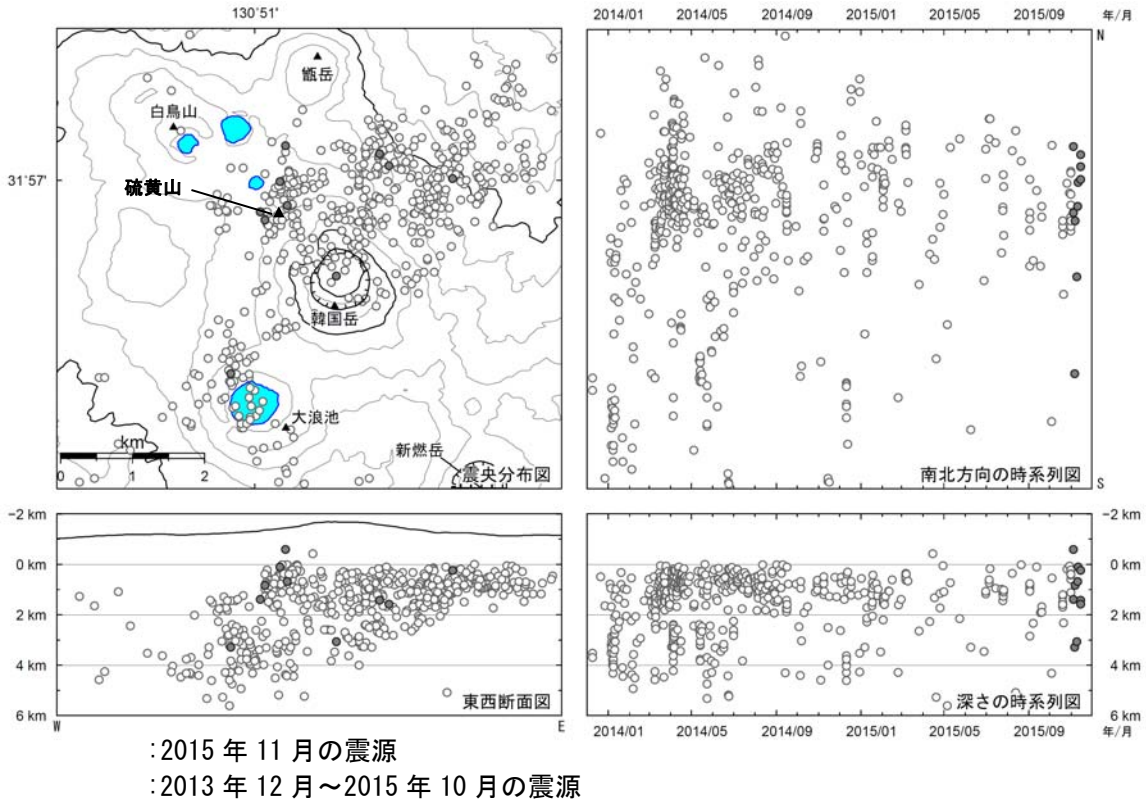 130°51'
2014/01 2014/05 2014/09 2015/01 2015/05 2015/09 年/月
甑岳
白鳥山
31°57'
硫黄山
韓国岳
大浪池
新燃岳
km
0 1 2
震央分布図
N
S
南北方向の時系列図
-2 km
0 km
2 km
4 km
6 km
W
E
東西断面図
-2 km
0 km
2 km
4 km
6 km
深さの時系列図
2014/01 2014/05 2014/09 2015/01 2015/05 2015/09 年/月
:2015 年 11 月の震源
:2013 年 12 月～2015 年 10 月の震源